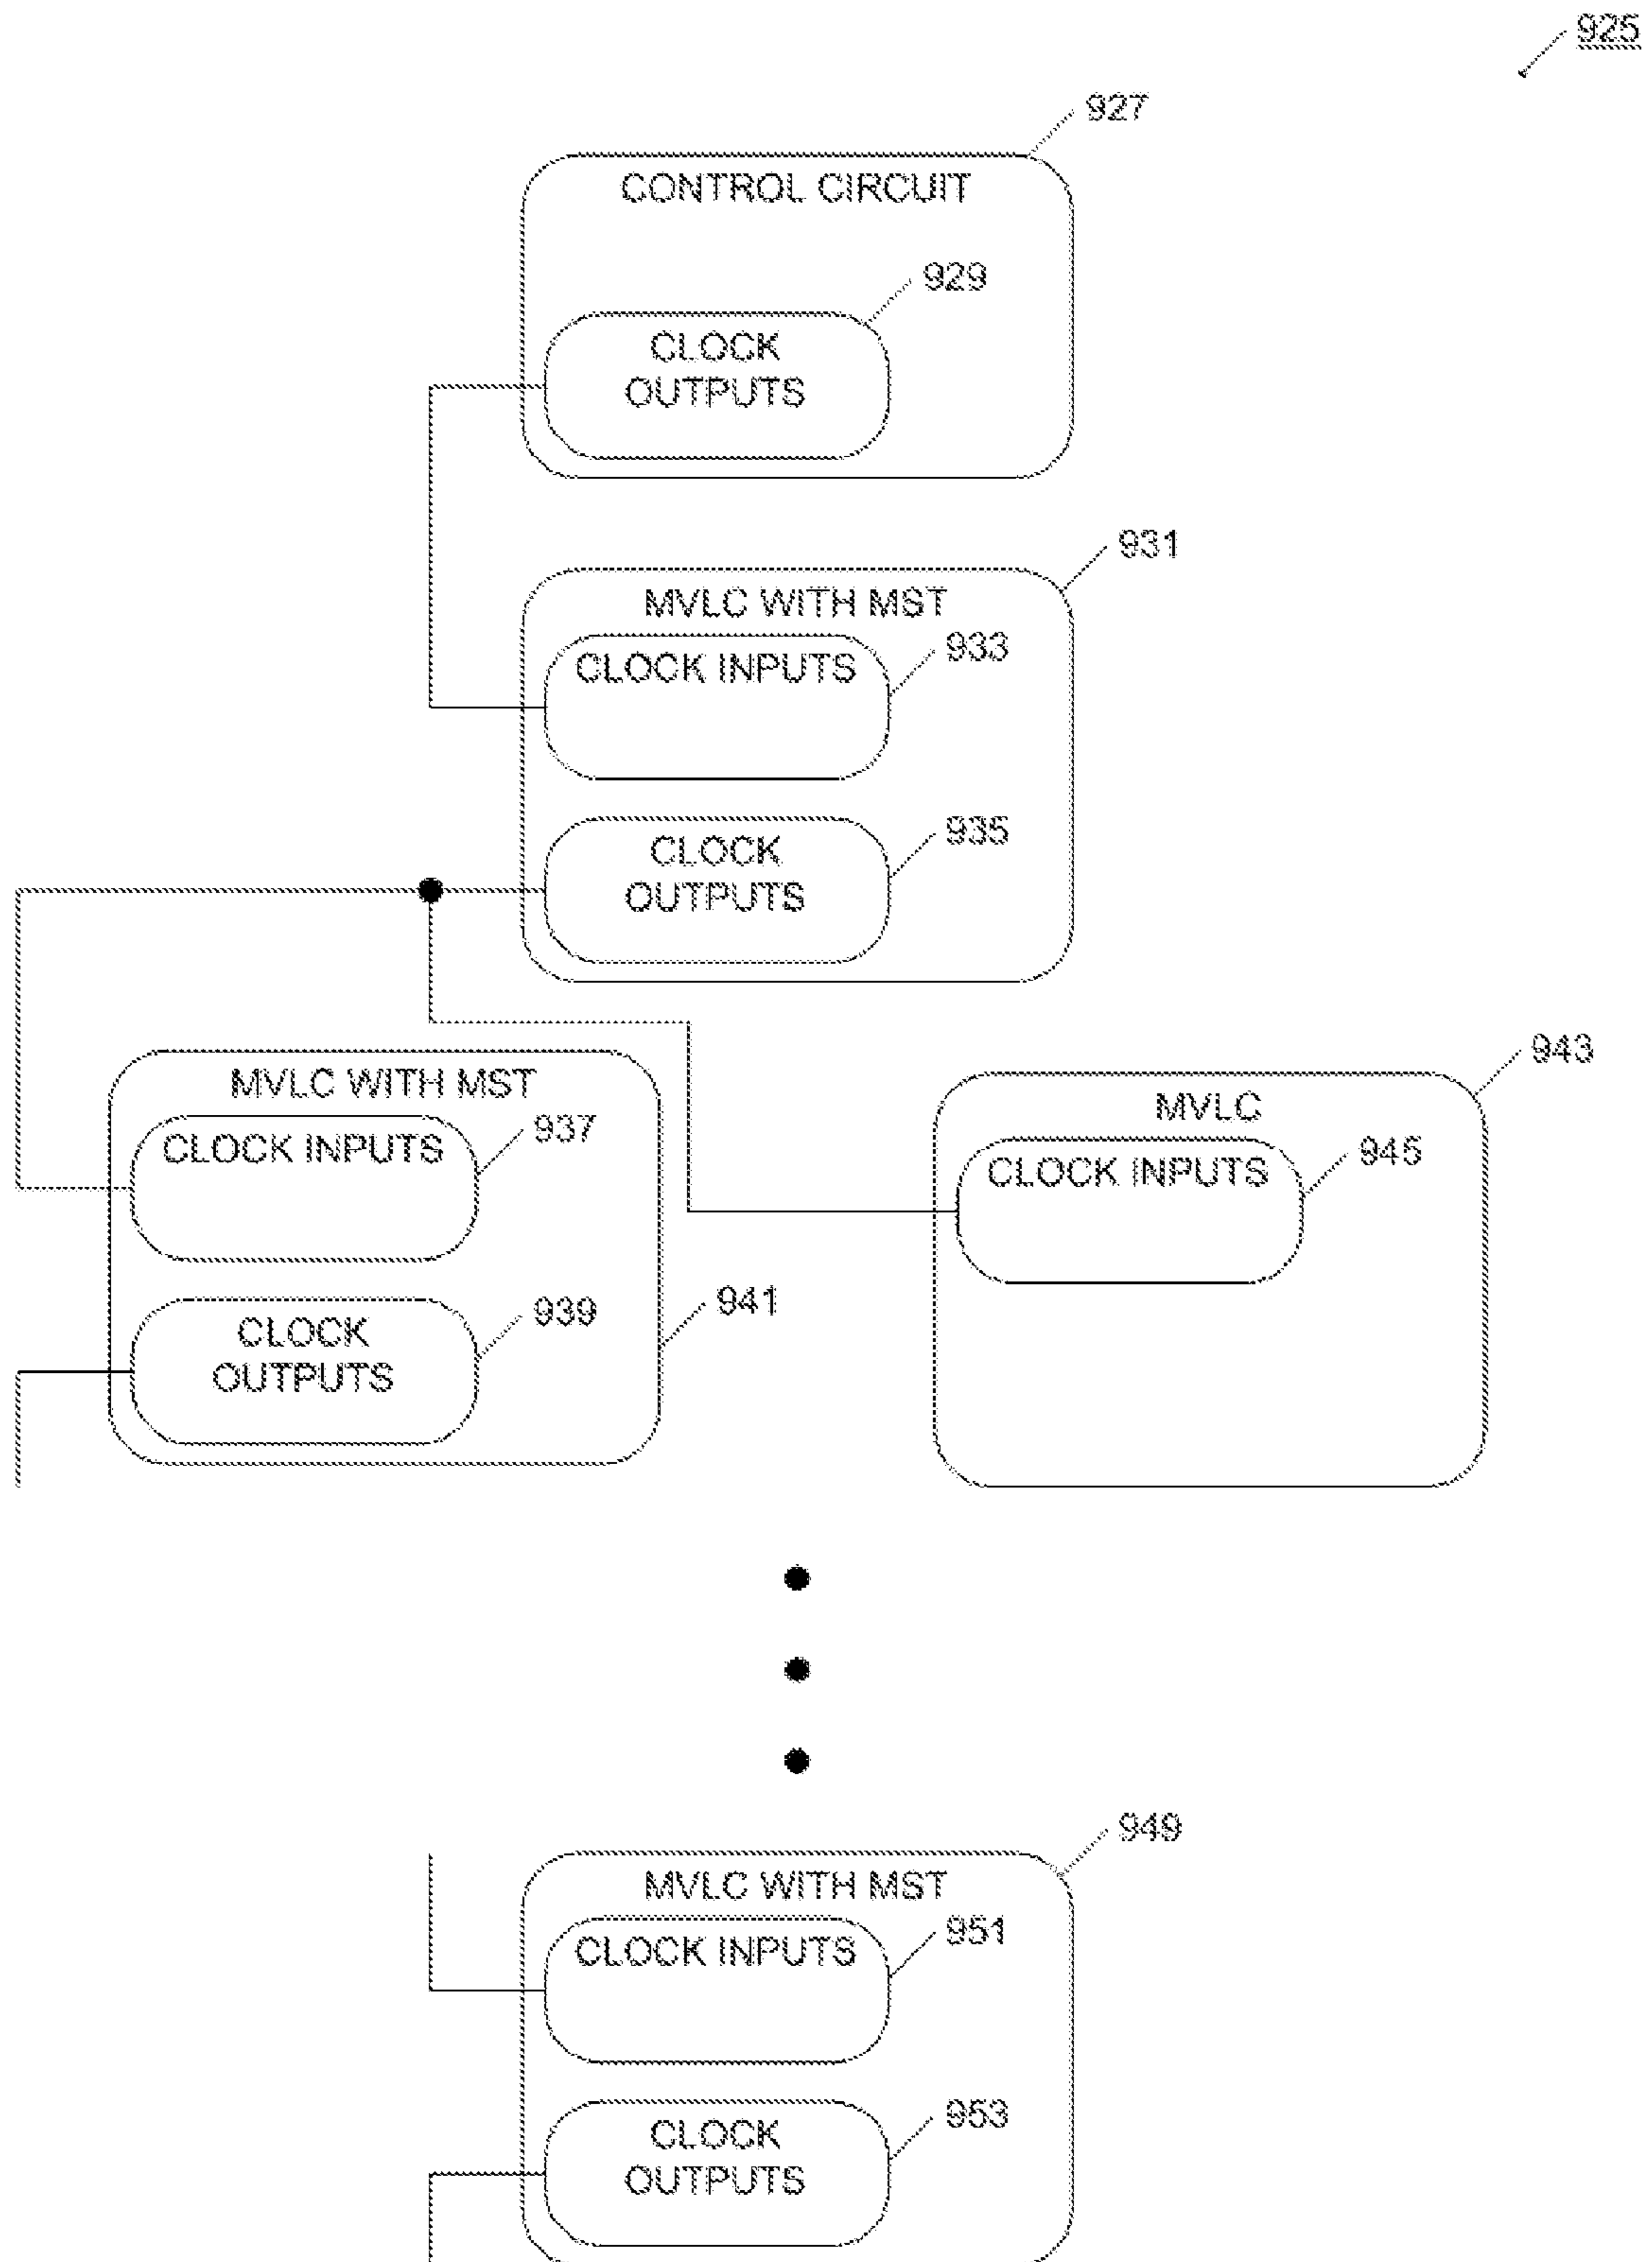 925
927
CONTROL CIRCUIT
929
CLOCK
OUTPUTS
931
MVLC WITH MST
933
CLOCK INPUTS
935
CLOCK
OUTPUTS
943
MVLC WITH MST
937
CLOCK INPUTS
MVLC
945
CLOCK INPUTS
939
941
CLOCK
OUTPUTS
949
MVLC WITH MST
951
CLOCK INPUTS
953
CLOCK
OUTPUTS